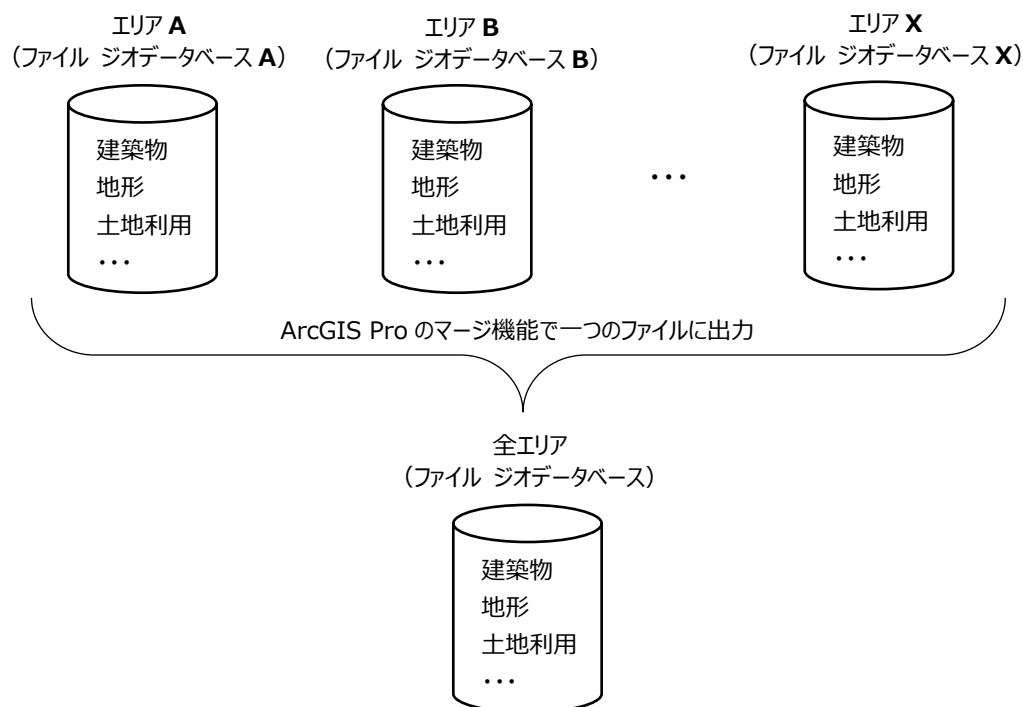 エリア A
（ファイル ジオデータベース A）
建築物
地形
土地利用
・・・
エリア B
（ファイル ジオデータベース B）
建築物
地形
土地利用
・・・
・・・
エリア X
（ファイル ジオデータベース X）
建築物
地形
土地利用
・・・
ArcGIS Pro のマージ機能で一つのファイルに出力
全エリア
（ファイル ジオデータベース）
建築物
地形
土地利用
・・・